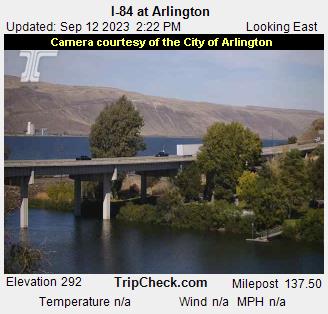 I-84 at Arlington
Updated: Sep 12 2023 2:22 PM Looking East
Camera courtesy of the City of Arlington
Elevation 292 TripCheck.com Milepost 137.50
Temperature n/a Wind n/a MPH n/a